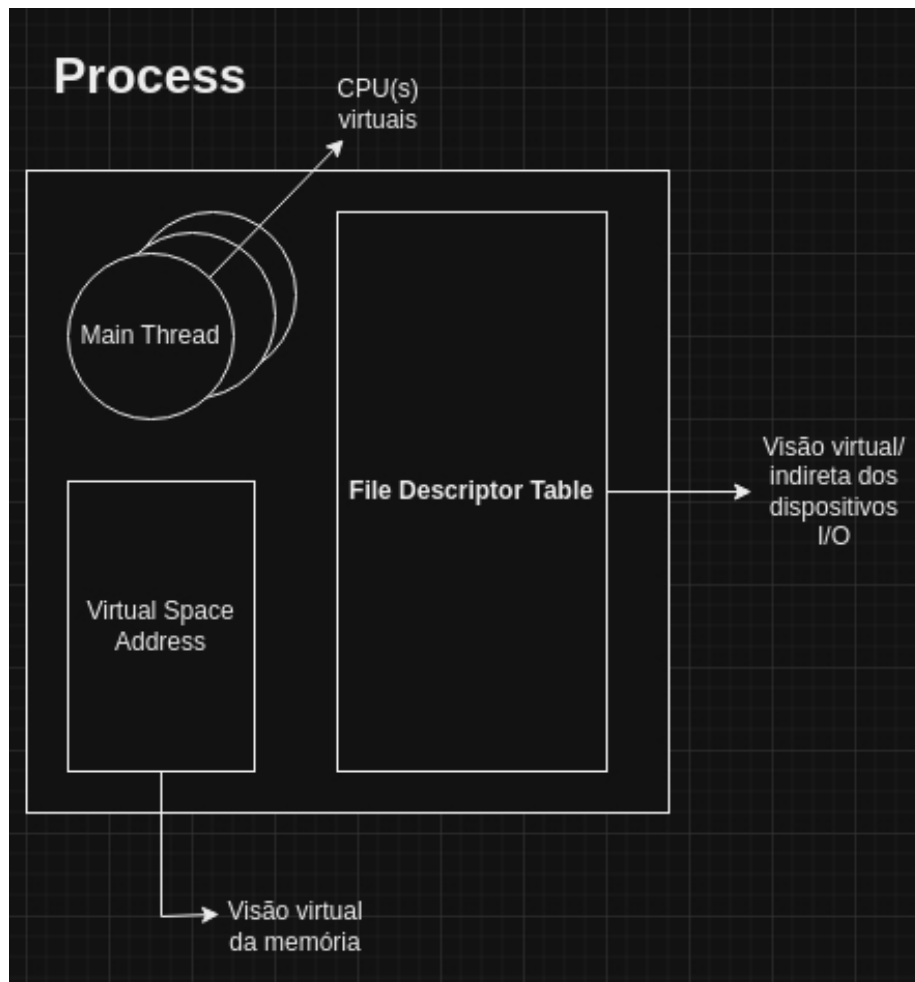 Process
CPU(s)
virtuais
Main Thread
File Descriptor Table
Visão virtual/
indireta dos
dispositivos
I/O
Virtual Space
Address
Visão virtual
da memória